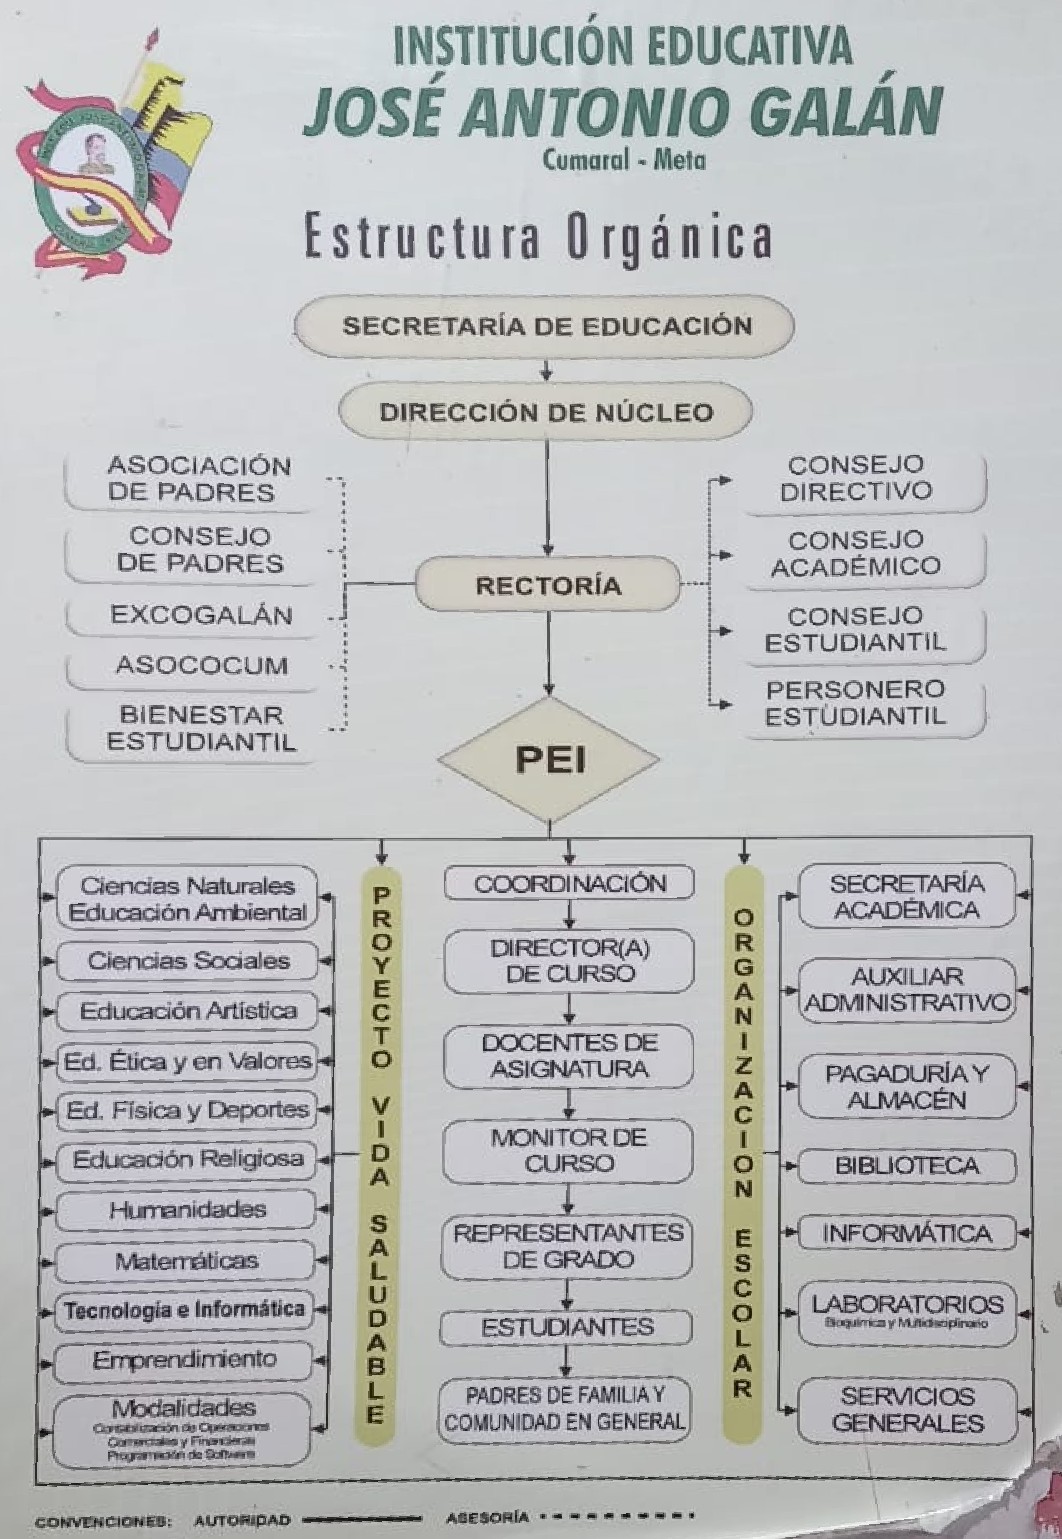 INSTITUCIÓN EDUCATIVA
JOSÉ ANTONIO GALÁN
Cumaral - Meta
Estructura Orgánica
SECRETARÍA DE EDUCACIÓN
DIRECCIÓN DE NÚCLEO
ASOCIACIÓN
DE PADRES
CONSEJO
DE PADRES
EXCOGALÁN
ASOCOCUM
BIENESTAR
ESTUDIANTIL
RECTORÍA
CONSEJO
DIRECTIVO
CONSEJO
ACADÉMICO
CONSEJO
ESTUDIANTIL
PERSONERO
ESTUDIANTIL
PEI
Ciencias Naturales
Educación Ambiental
Ciencias Sociales
Educación Artística
Ed. Ética y en Valores
Ed. Física y Deportes
Educación Religiosa
Humanidades
Matemáticas
Tecnología e Informática
Emprendimiento
Modalidades
Contabilización de Operaciones
Comerciales y Financieras
Programación de Software
PROYECTO VIDA SALUDABLE
COORDINACIÓN
DIRECTOR(A)
DE CURSO
DOCENTES DE
ASIGNATURA
MONITOR DE
CURSO
REPRESENTANTES
DE GRADO
ESTUDIANTES
PADRES DE FAMILIA Y
COMUNIDAD EN GENERAL
ORGANIZACION ESCOLAR
SECRETARÍA
ACADÉMICA
AUXILIAR
ADMINISTRATIVO
PAGADURÍA Y
ALMACÉN
BIBLIOTECA
INFORMÁTICA
LABORATORIOS
Bioquímica y Multidisciplinario
SERVICIOS
GENERALES
CONVENCIONES: AUTORIDAD ASESORÍA